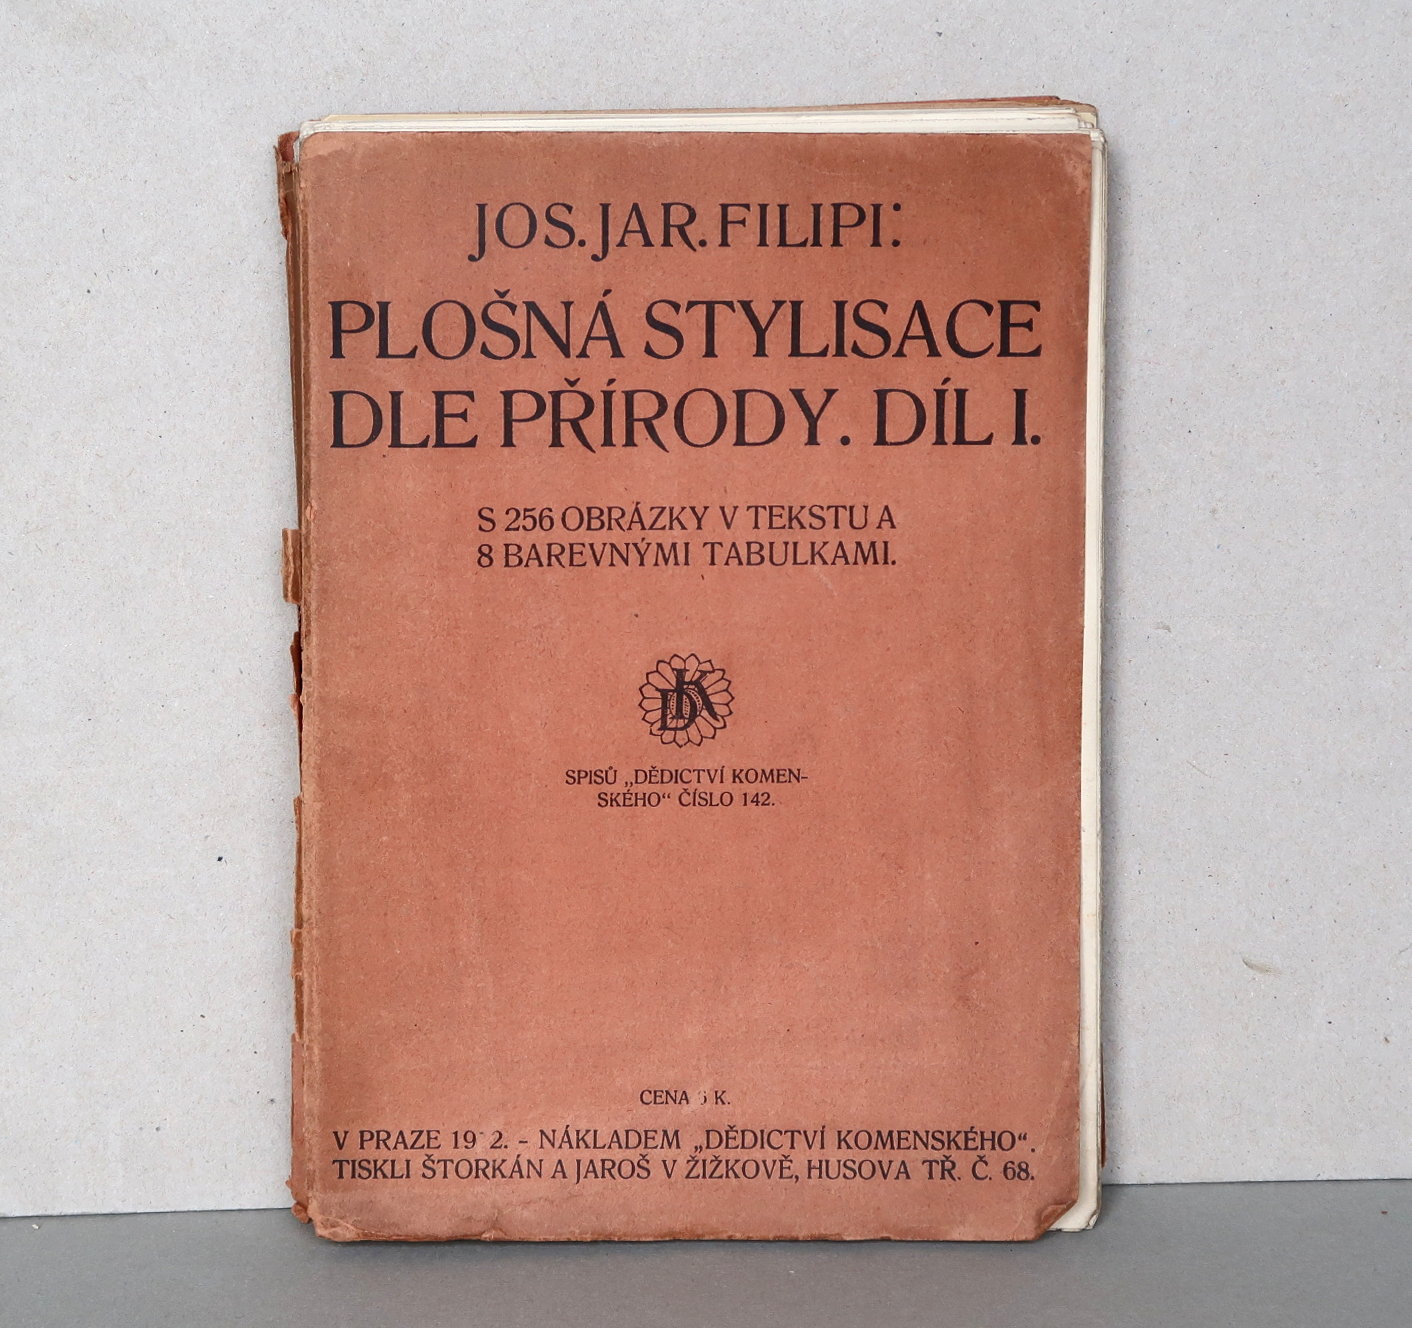 JOS. JAR. FILIPI:
PLOŠNÁ STYLISACE
DLE PŘÍRODY. DÍL I.
S 256 OBRÁZKY V TEKSTU A
8 BAREVNÝMI TABULKAMI.
DK
SPISŮ „DĚDICTVÍ KOMEN-
SKÉHO“ ČÍSLO 142.
CENA K.
V PRAZE - NÁKLADEM „DĚDICTVÍ KOMENSKÉHO“.
TISKLI ŠTORKÁN A JAROŠ V ŽIŽKOVĚ, HUSOVA TŘ. Č. 68.